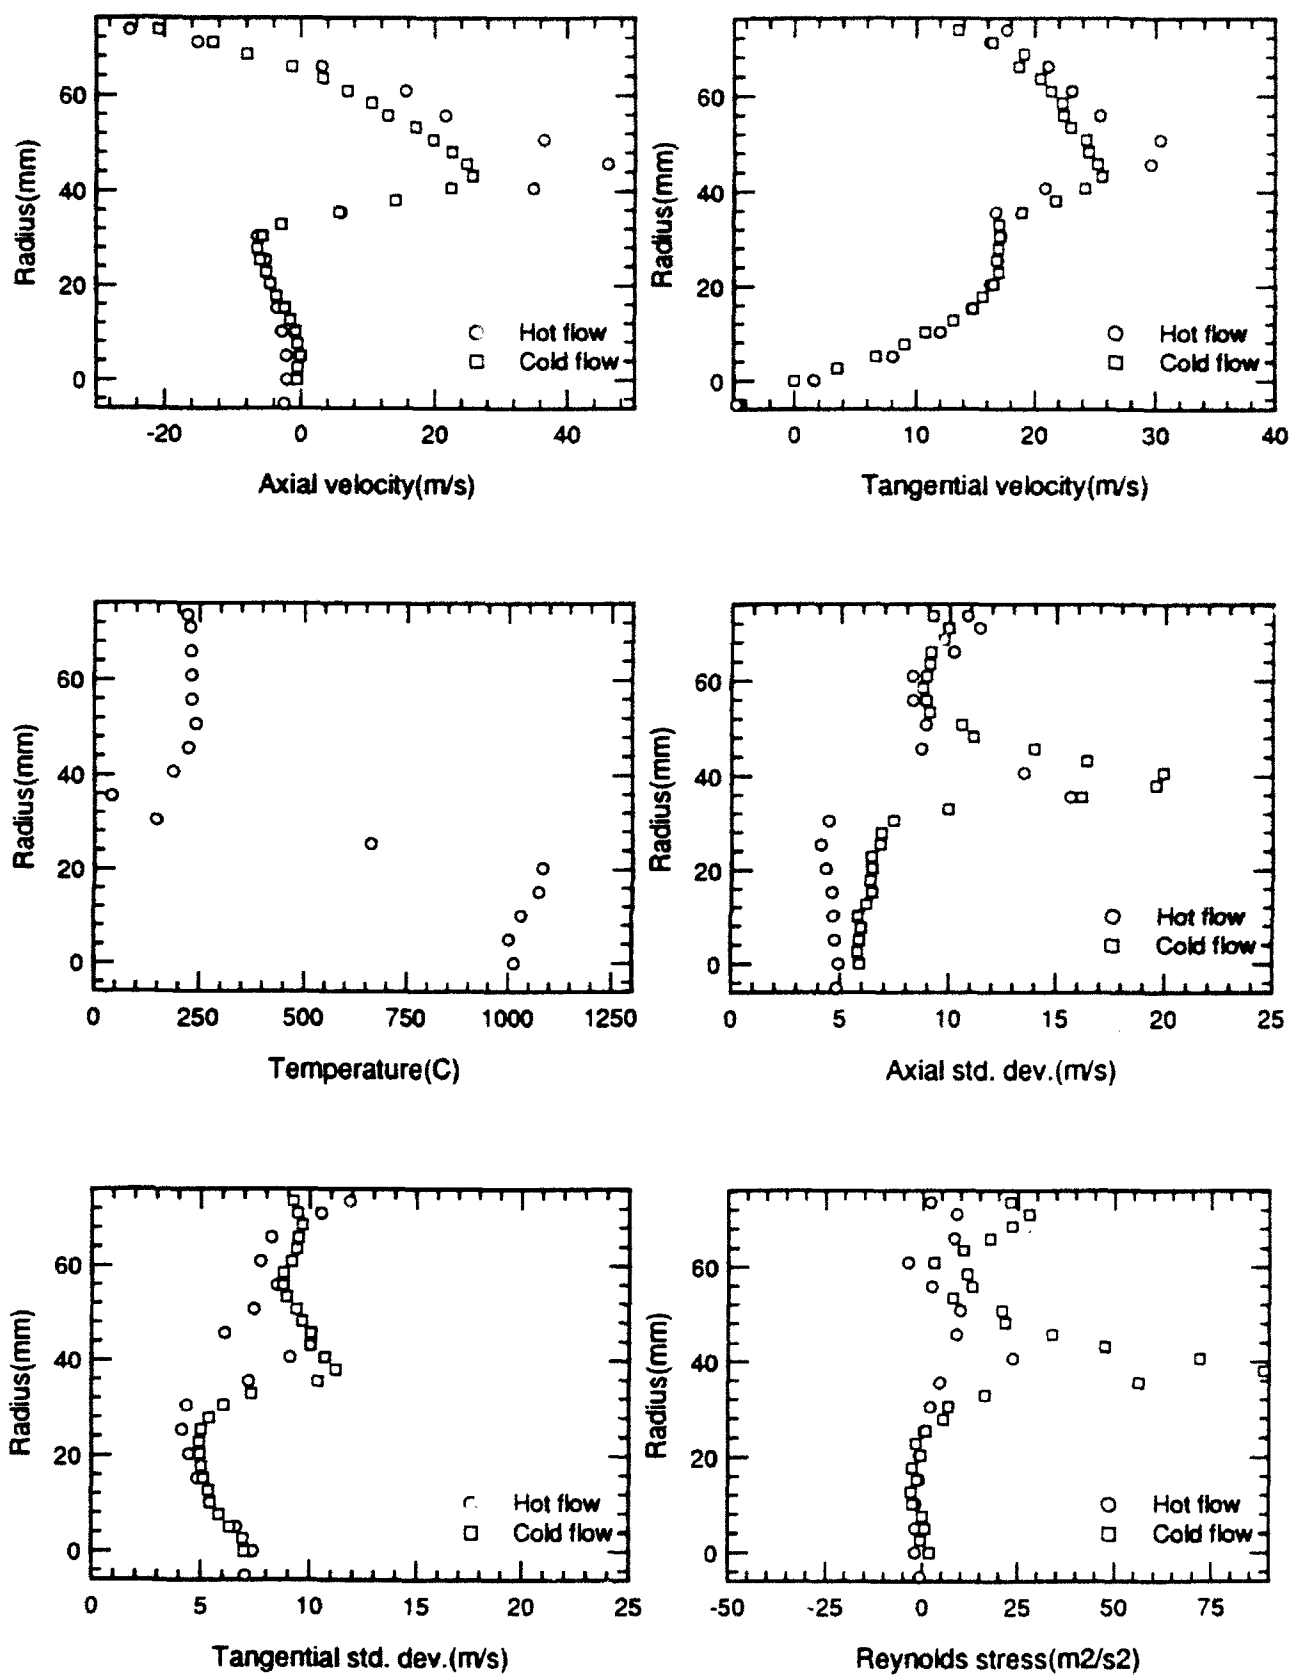 60
40
20
0
Radius(mm)
Hot flow
Cold flow
-20 0 20 40
Axial velocity(m/s)
60
40
20
0
Radius(mm)
Hot flow
Cold flow
0 10 20 30 40
Tangential velocity(m/s)
60
40
20
0
Radius(mm)
0 250 500 750 1000 1250
Temperature(C)
60
40
20
0
Radius(mm)
Hot flow
Cold flow
0 5 10 15 20 25
Axial std. dev.(m/s)
60
40
20
0
Radius(mm)
Hot flow
Cold flow
0 5 10 15 20 25
Tangential std. dev.(m/s)
60
40
20
0
Radius(mm)
Hot flow
Cold flow
-50 -25 0 25 50 75
Reynolds stress(m2/s2)